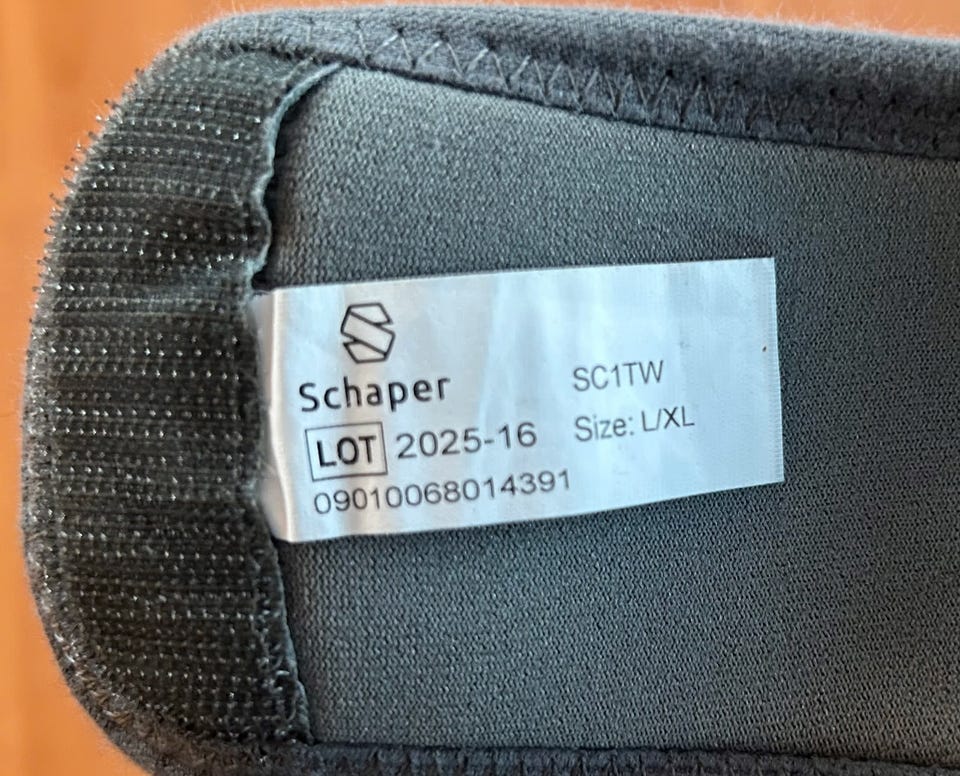 Schaper
SC1TW
LOT 2025-16
Size: L/XL
09010068014391